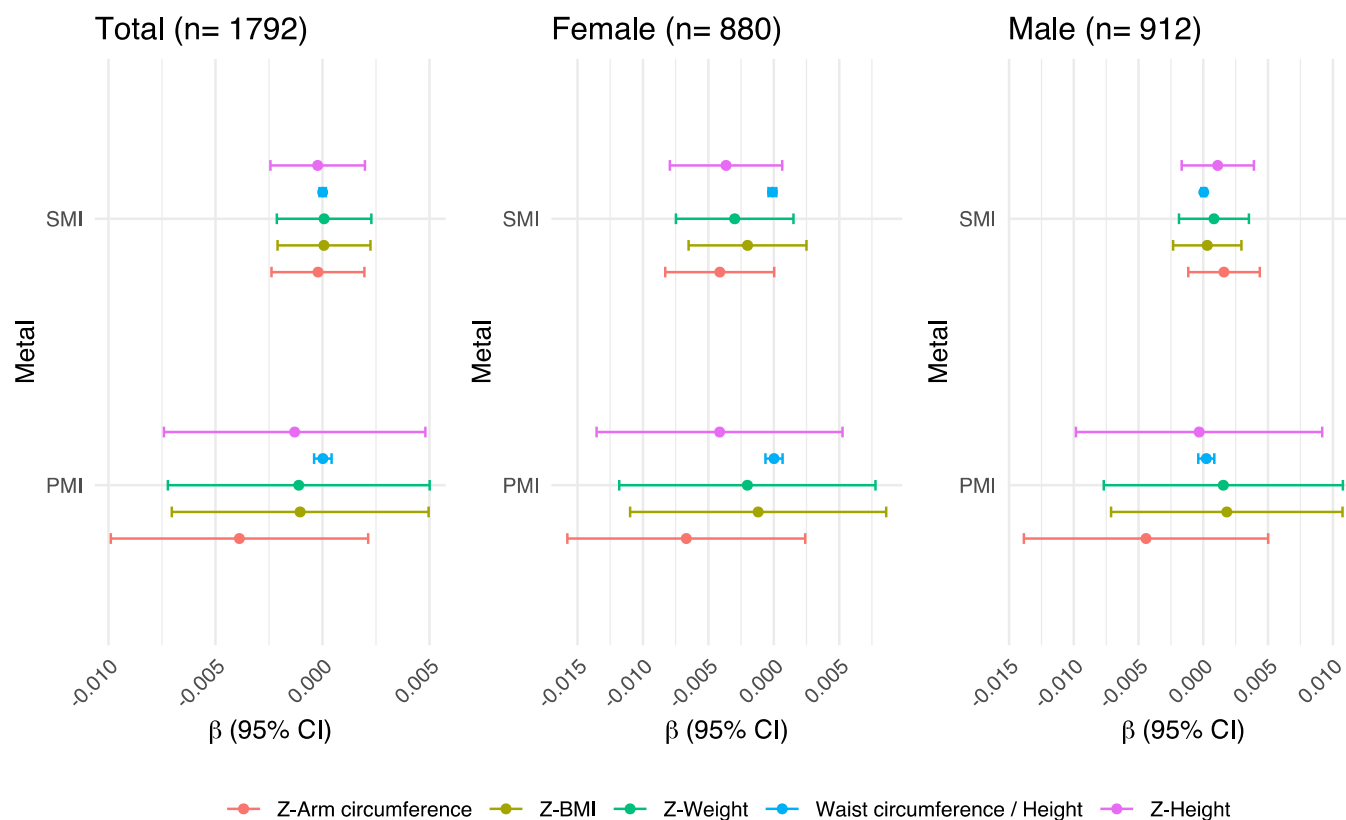 Total (n= 1792)
Female (n= 880)
Male (n= 912)
Metal
SMI
PMI
-0.010
-0.005
0.000
0.005
β (95% CI)
Metal
SMI
PMI
-0.015
-0.010
-0.005
0.000
0.005
β (95% CI)
Metal
SMI
PMI
-0.015
-0.010
-0.005
0.000
0.005
0.010
β (95% CI)
Z-Arm circumference
Z-BMI
Z-Weight
Waist circumference / Height
Z-Height